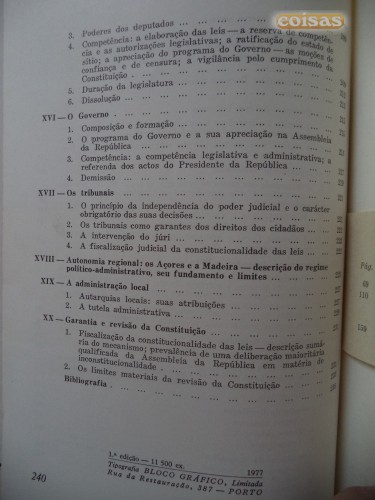 coisas
3. Poderes dos deputados
4. Competência: a elaboração das leis — a reserva de competên-
cia e as autorizações legislativas; a ratificação do estado de
sítio; a apreciação do programa do Governo — as moções de
confiança e de censura; a vigilância pelo cumprimento da
Constituição
5. Duração da legislatura
6. Dissolução
XVI — O Governo
1. Composição e formação
2. O programa do Governo e a sua apreciação na Assembleia
da República
3. Competência: a competência legislativa e administrativa; a
referenda dos actos do Presidente da República
4. Demissão
XVII — Os tribunais
1. O princípio da independência do poder judicial e o carácter
obrigatório das suas decisões
2. Os tribunais como garantes dos direitos dos cidadãos
3. A intervenção do júri
4. A fiscalização judicial da constitucionalidade das leis
XVIII — Autonomia regional: os Açores e a Madeira — descrição do regime
político-administrativo, seu fundamento e limites
XIX — A administração local
1. Autarquias locais: suas atribuições
2. A tutela administrativa
XX — Garantia e revisão da Constituição
1. Fiscalização da constitucionalidade das leis — descrição sumá-
ria do mecanismo; prevalência de uma deliberação maioritária
qualificada da Assembleia da República em matéria de
inconstitucionalidade
2. Os limites materiais da revisão da Constituição
Bibliografia
1.ª edição — 11 500 ex. 1977
Tipografia BLOCO GRÁFICO, Limitada
Rua da Restauração, 387 — PORTO
240
Pág.
110